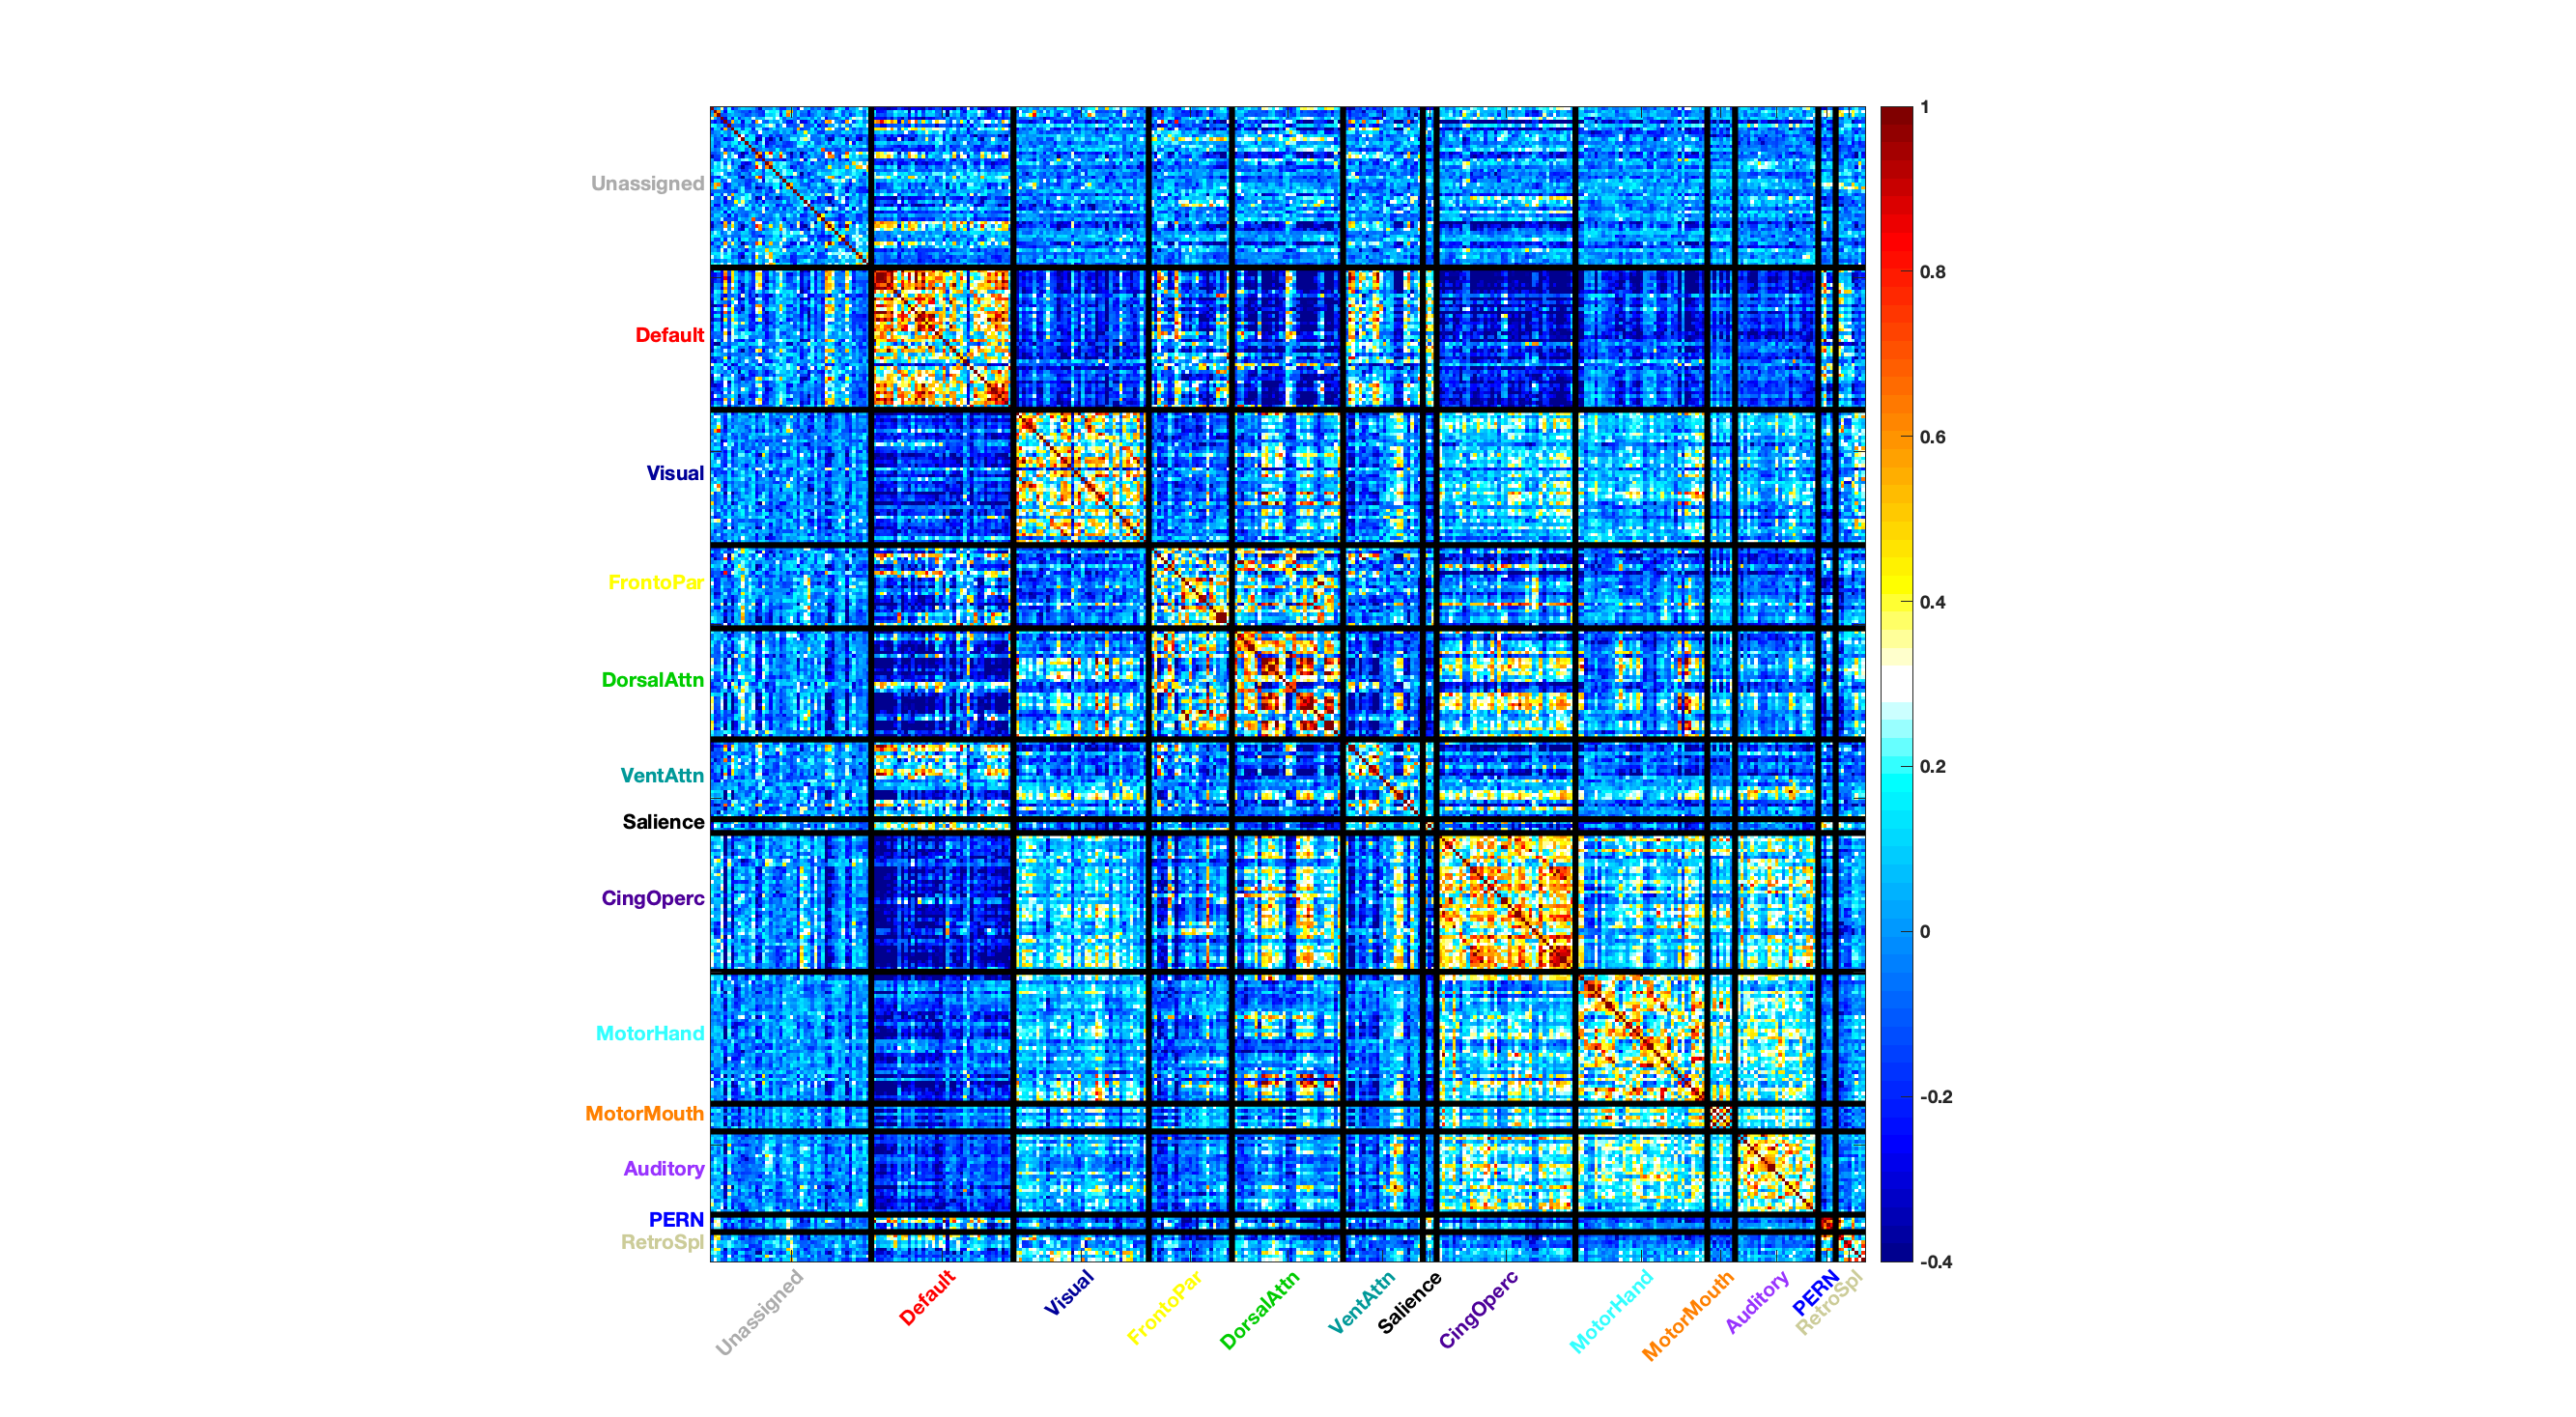 Unassigned
Default
Visual
FrontoPar
DorsalAttn
VentAttn
Salience
CingOperc
MotorHand
MotorMouth
Auditory
PERN
RetroSpl
Unassigned
Default
Visual
FrontoPar
DorsalAttn
VentAttn
Salience
CingOperc
MotorHand
MotorMouth
Auditory
PERN
RetroSpl
1
0.8
0.6
0.4
0.2
0
-0.2
-0.4